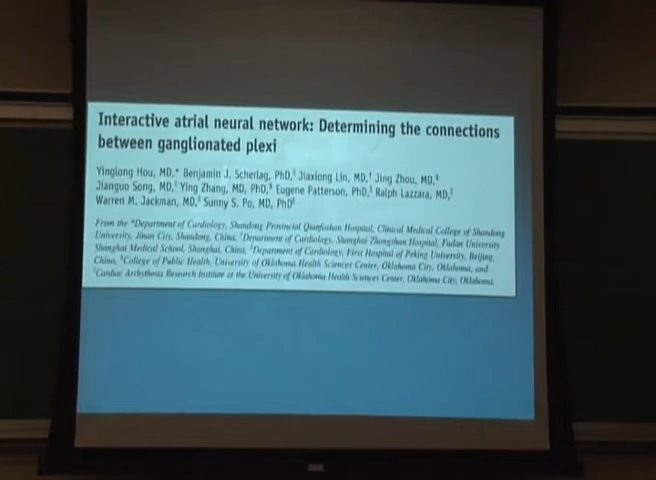 Interactive atrial neural network: Determining the connections
between ganglionated plexi
Yinglong Hou, MD,* Benjamin J. Scherlag, PhD,† Jiaxiong Lin, MD,† Jing Zhou, MD,‡
Jianguo Song, MD, Ying Zhang, MD, PhD,§ Eugene Patterson, PhD, Ralph Lazzara, MD,
Warren M. Jackman, MD, Sunny S. Po, MD, PhD
From the *Department of Cardiology, Shandong Provincial Qianfoshan Hospital, Clinical Medical College of Shandong
University, Jinan City, Shandong, China, †Department of Cardiology, Shanghai Zhongshan Hospital, Fudan University
Shanghai Medical School, Shanghai, China, ‡Department of Cardiology, First Hospital of Peking University, Beijing,
China, §College of Public Health, University of Oklahoma Health Sciences Center, Oklahoma City, Oklahoma, and
Cardiac Arrhythmia Research Institute at the University of Oklahoma Health Sciences Center, Oklahoma City, Oklahoma.